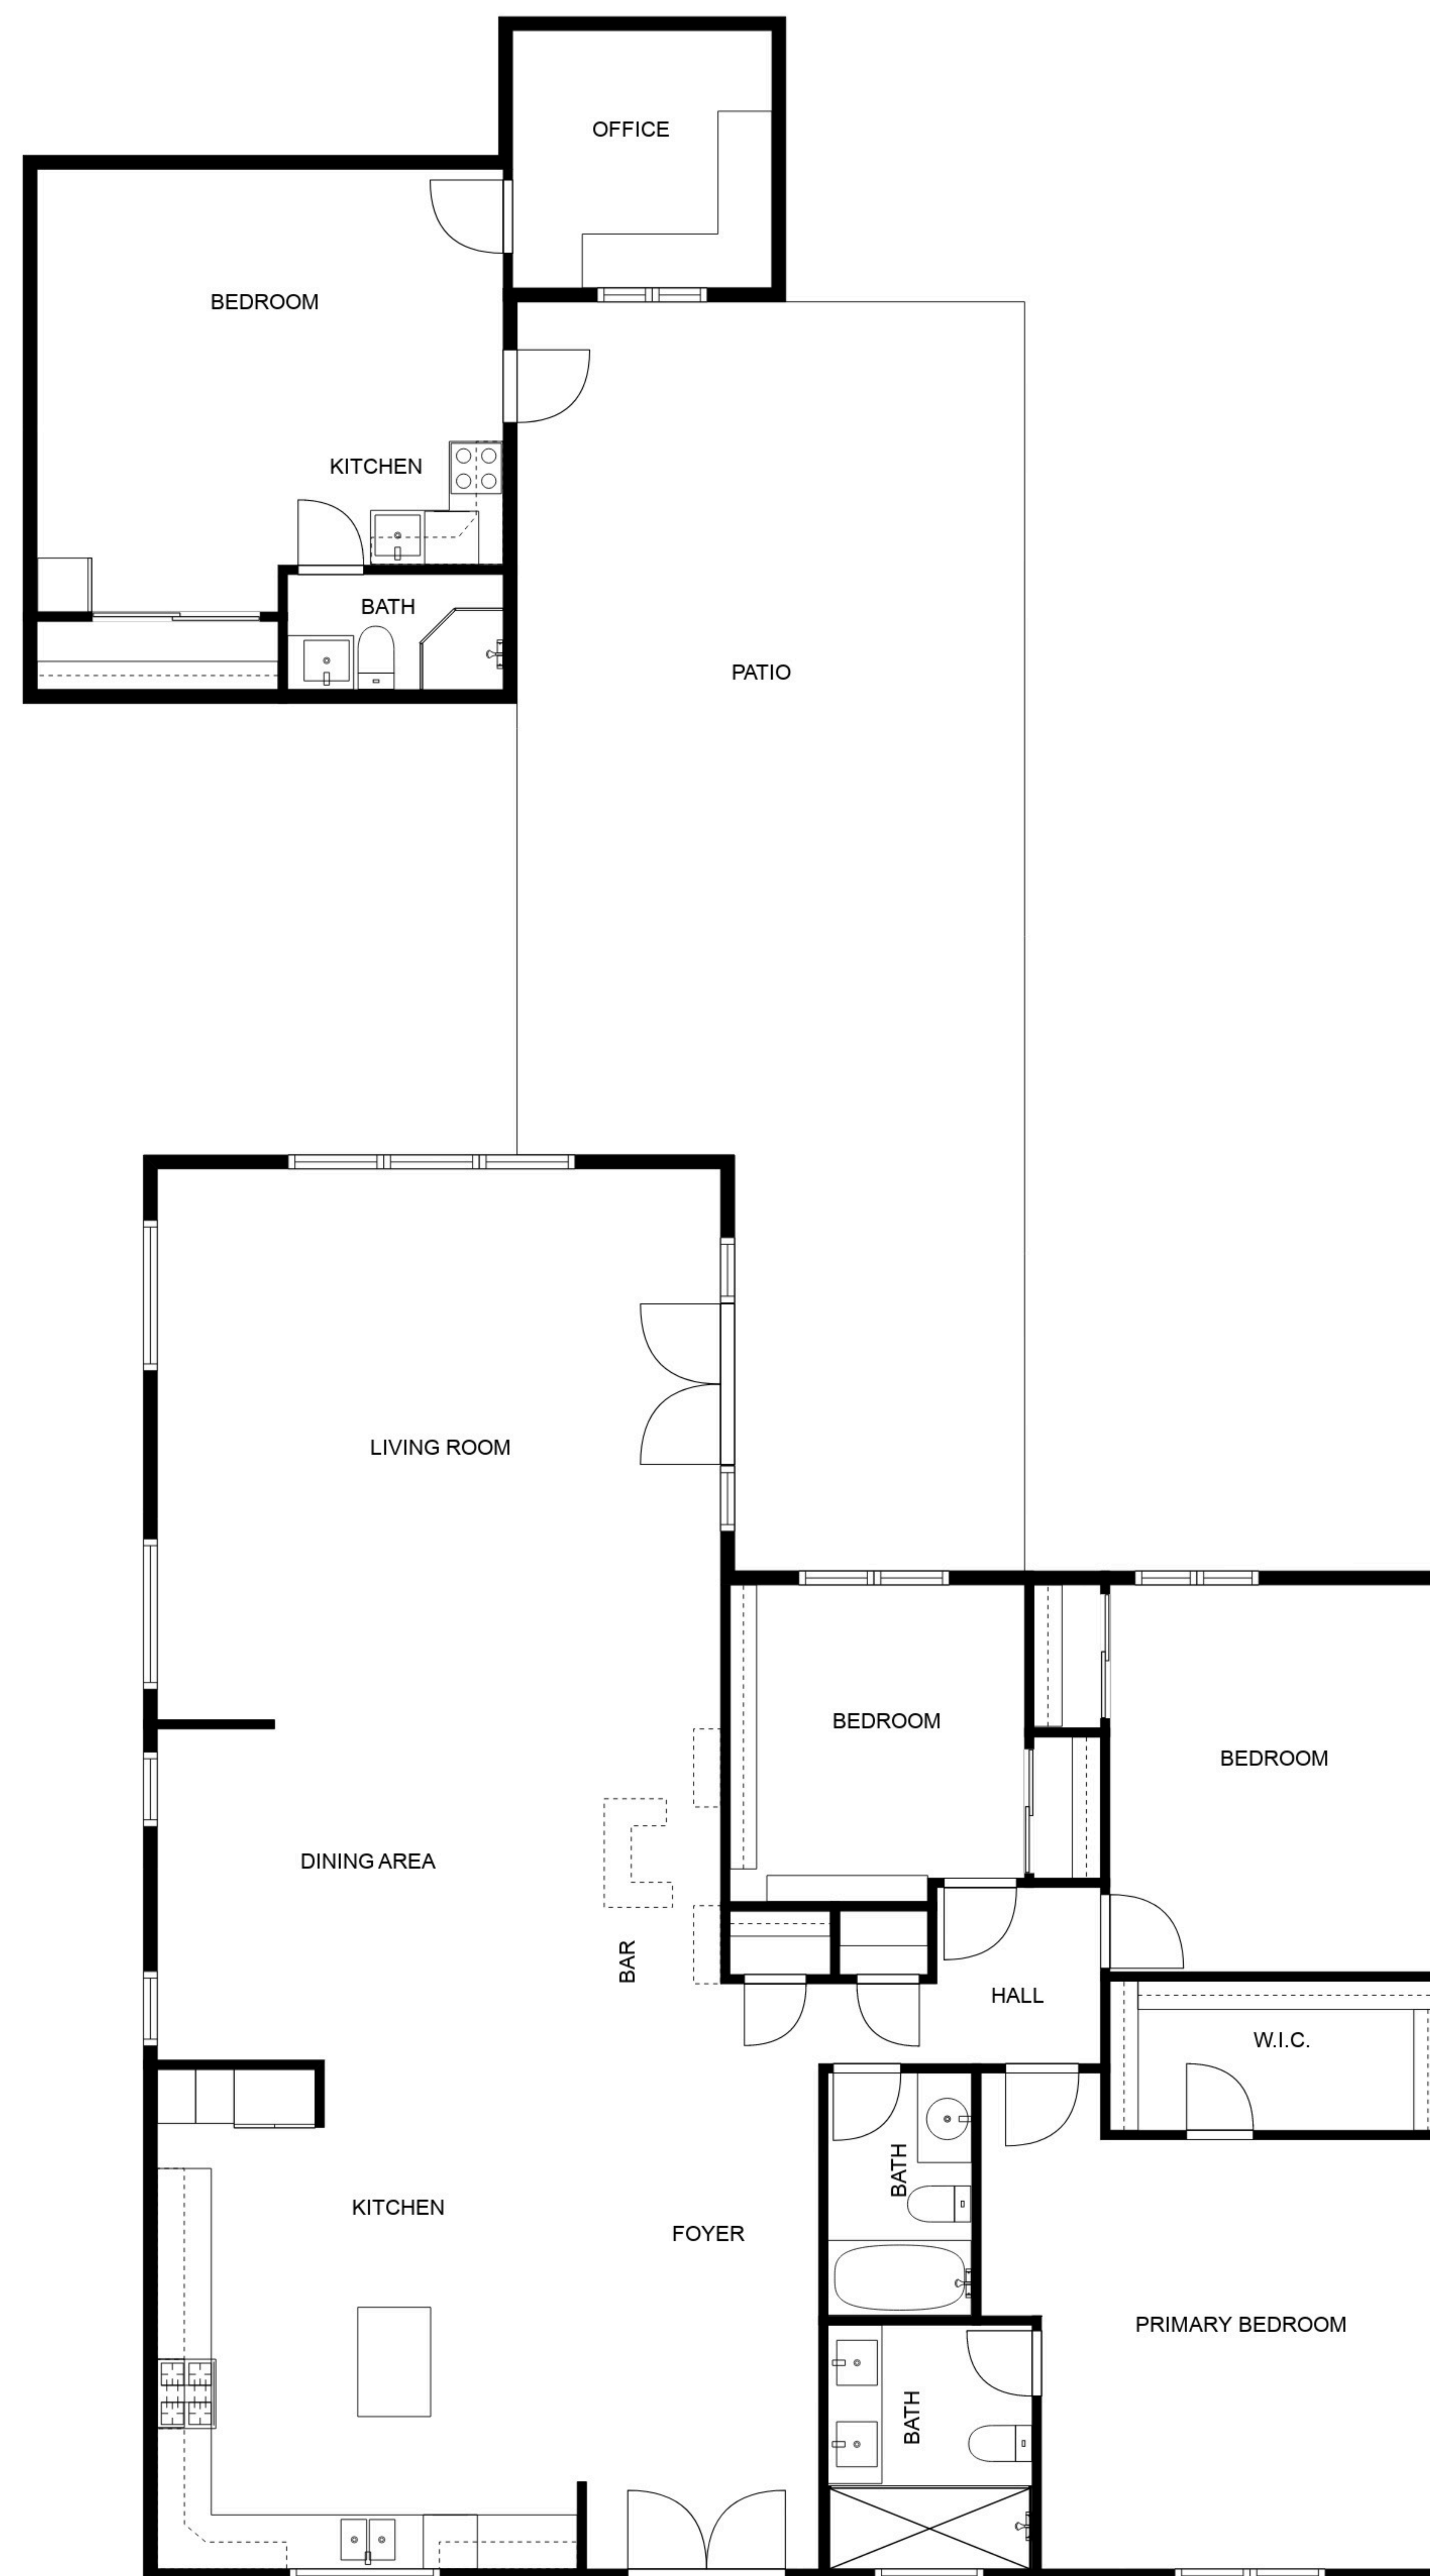 OFFICE
BEDROOM
KITCHEN
BATH
PATIO
LIVING ROOM
BEDROOM
BEDROOM
DINING AREA
BAR
HALL
W.I.C.
BATH
KITCHEN
FOYER
PRIMARY BEDROOM
BATH